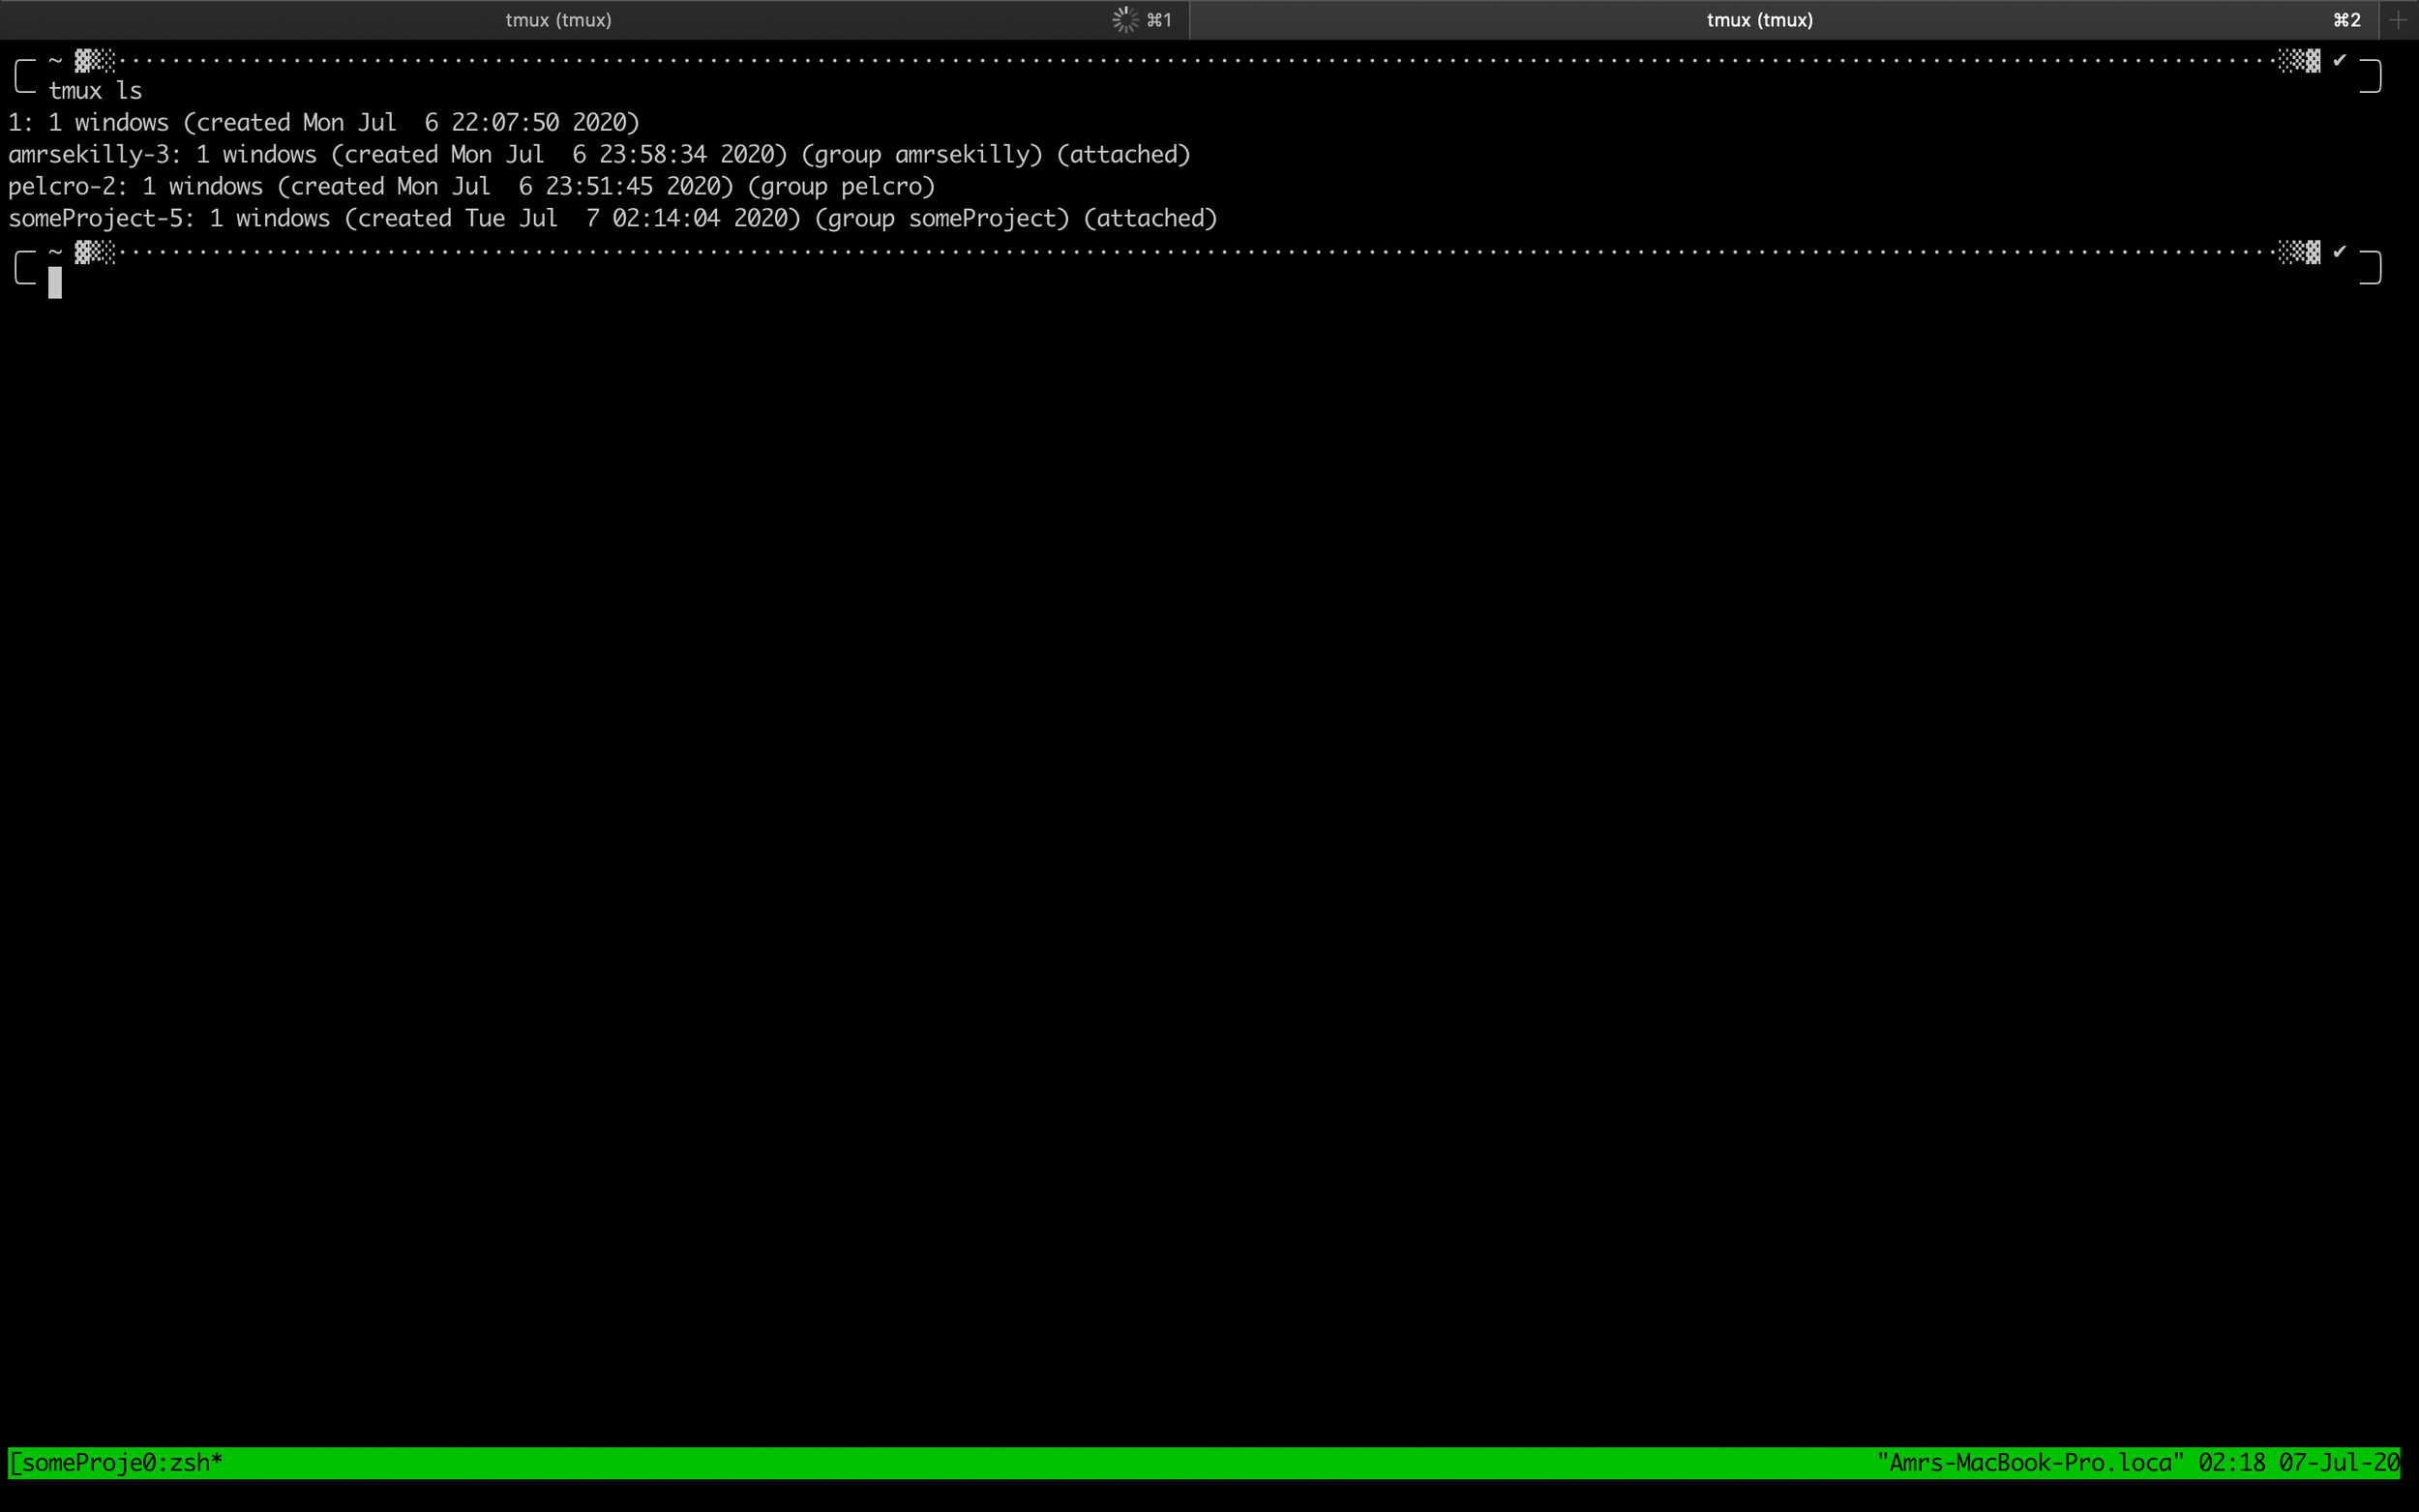 tmux (tmux) ⌘1 tmux (tmux) ⌘2 +
~ ✔
tmux ls
1: 1 windows (created Mon Jul  6 22:07:50 2020)
amrsekilly-3: 1 windows (created Mon Jul  6 23:58:34 2020) (group amrsekilly) (attached)
pelcro-2: 1 windows (created Mon Jul  6 23:51:45 2020) (group pelcro)
someProject-5: 1 windows (created Tue Jul  7 02:14:04 2020) (group someProject) (attached)
~ ✔
[someProje0:zsh* "Amrs-MacBook-Pro.loca" 02:18 07-Jul-20